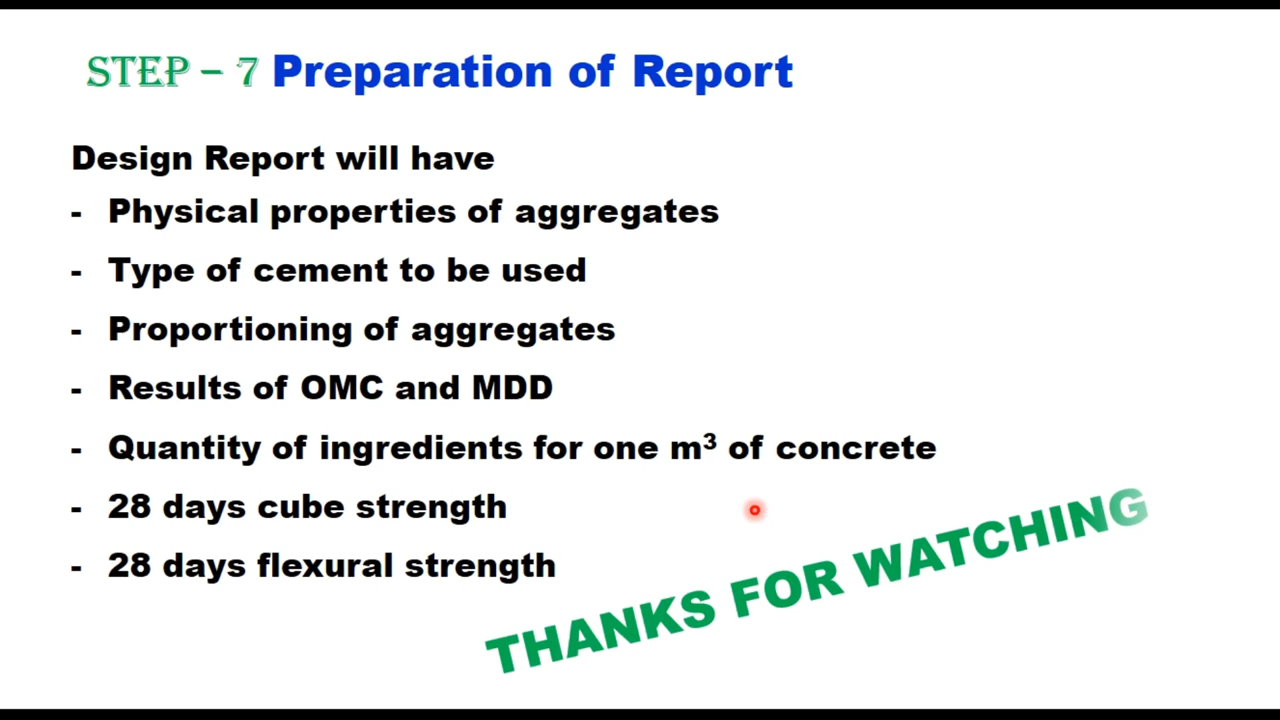 STEP – 7 Preparation of Report
Design Report will have
- Physical properties of aggregates
- Type of cement to be used
- Proportioning of aggregates
- Results of OMC and MDD
- Quantity of ingredients for one m³ of concrete
- 28 days cube strength
- 28 days flexural strength
THANKS FOR WATCHING